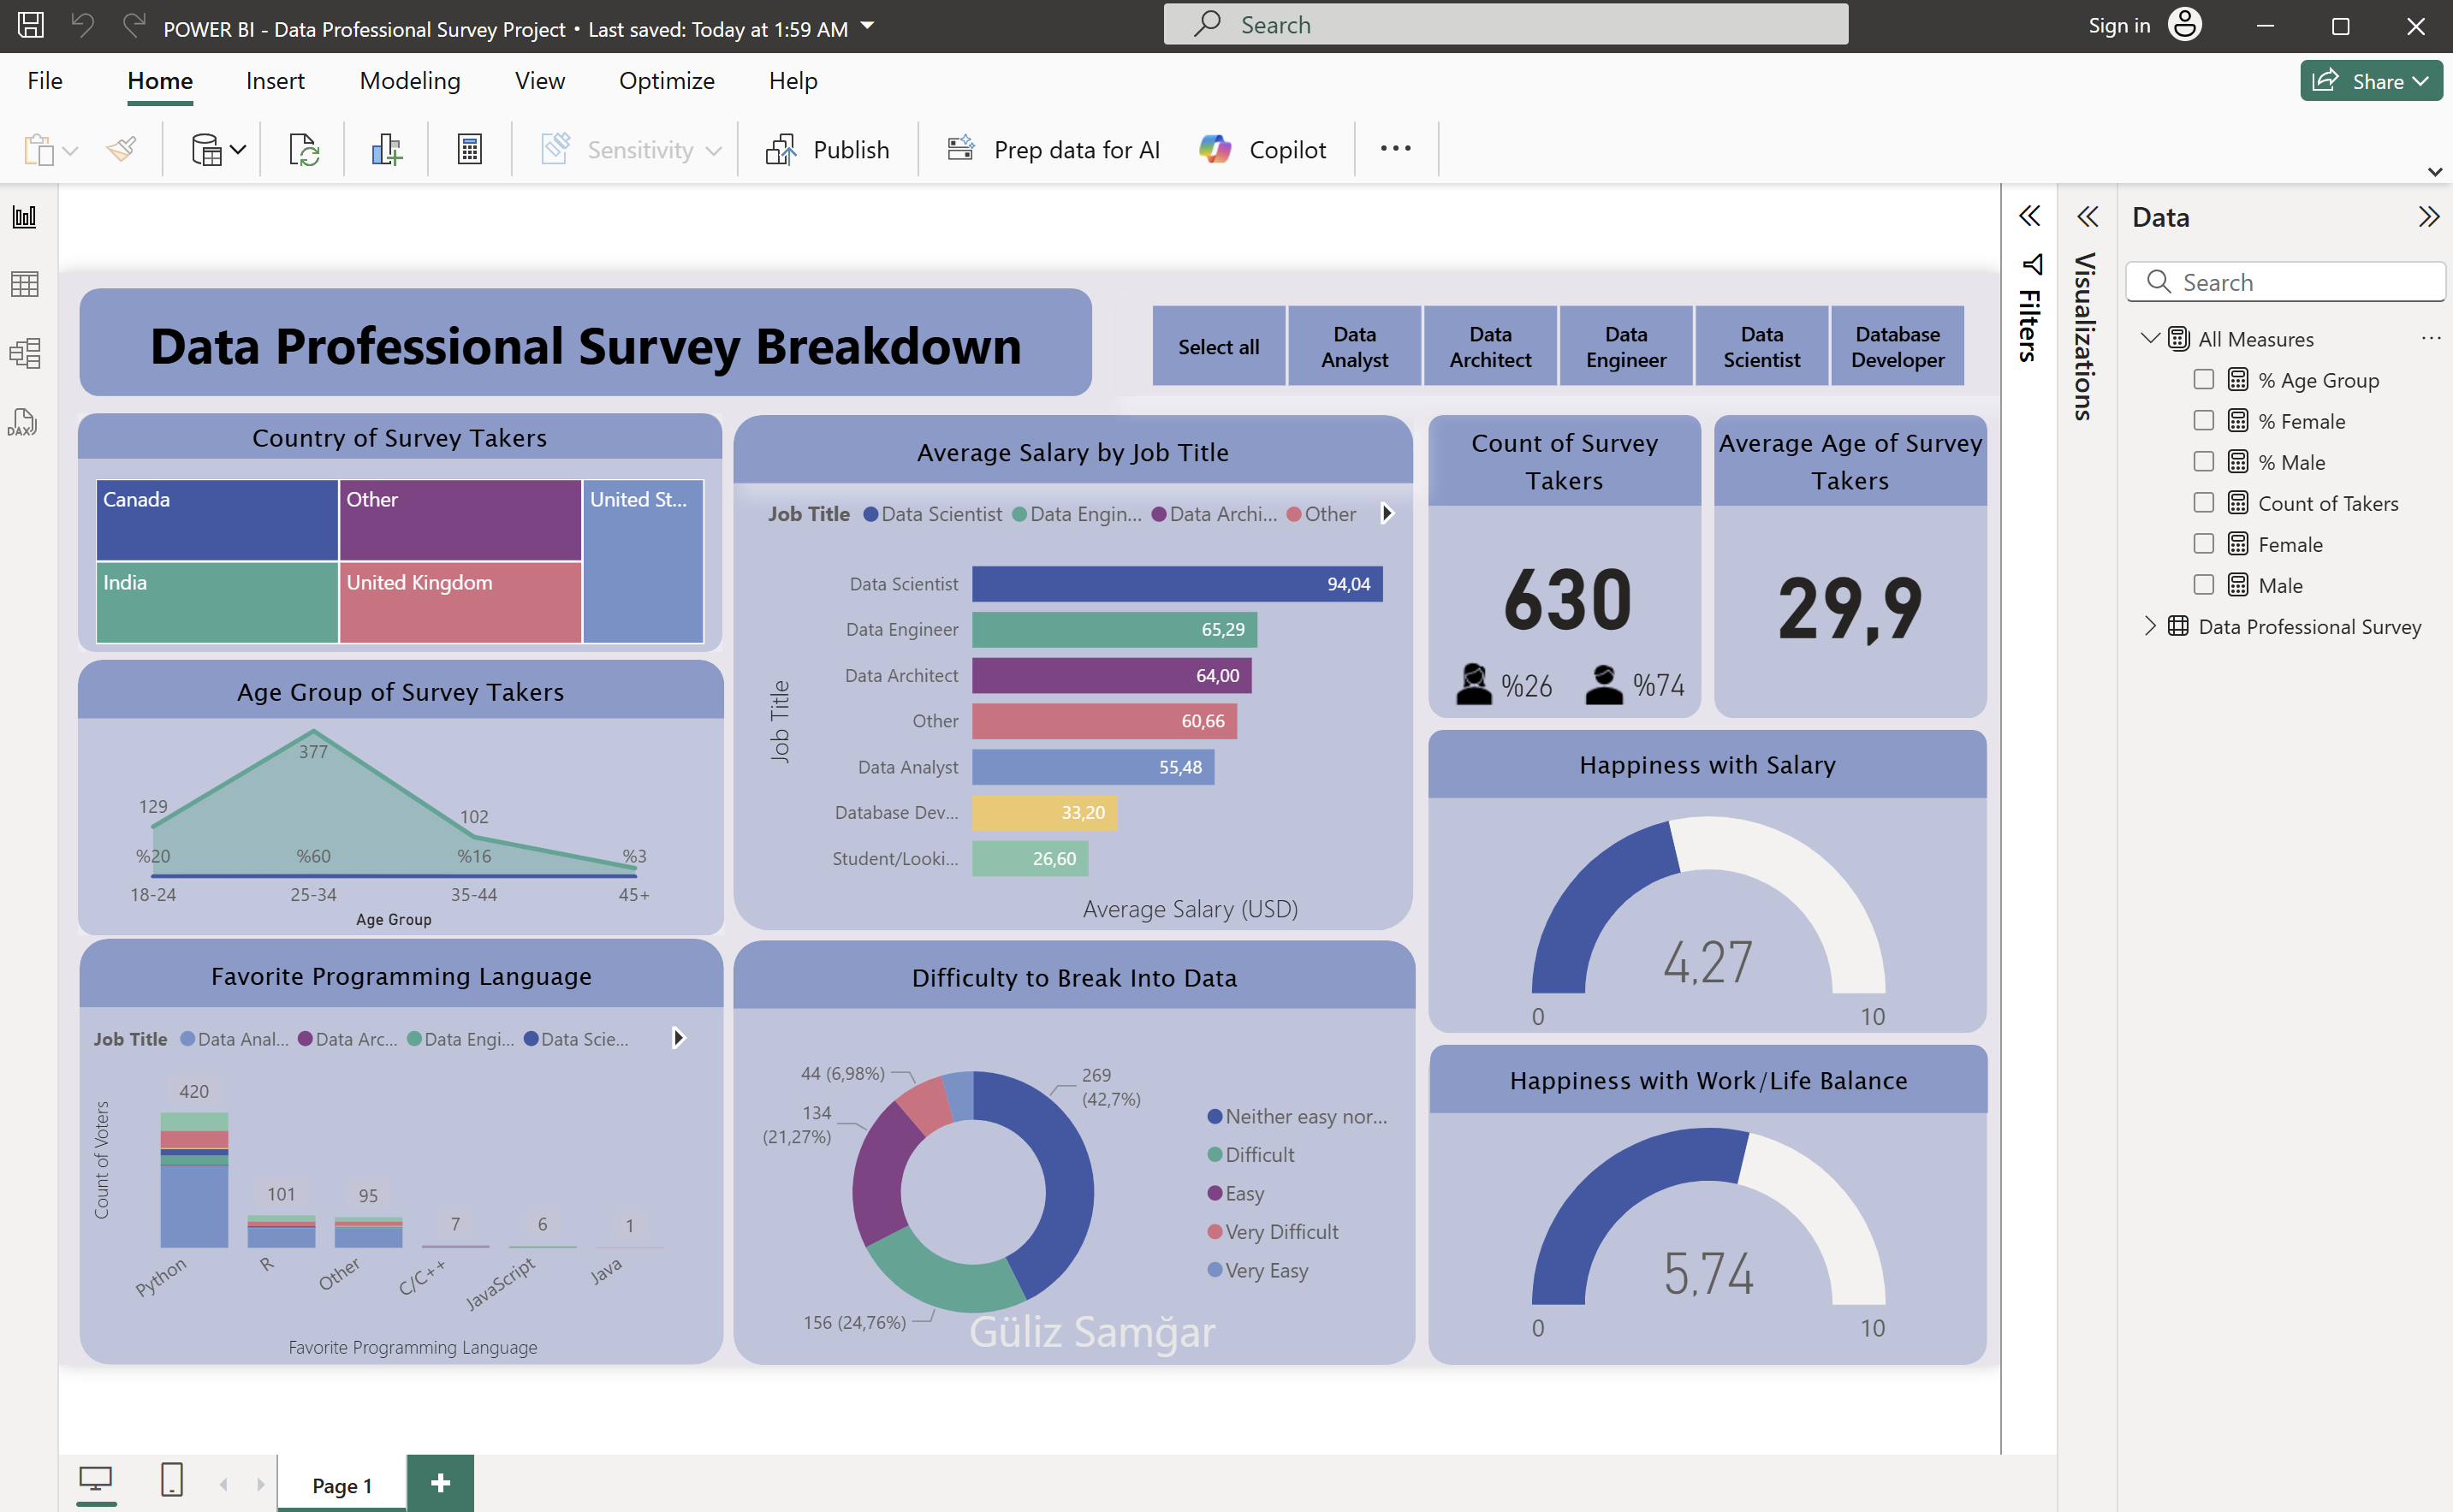 POWER BI - Data Professional Survey Project • Last saved: Today at 1:59 AM
Search
Sign in
File
Home
Insert
Modeling
View
Optimize
Help
Share
Sensitivity
Publish
Prep data for AI
Copilot
Data Professional Survey Breakdown
Select all
Data
Analyst
Data
Architect
Data
Engineer
Data
Scientist
Database
Developer
Country of Survey Takers
Canada
Other
United St...
India
United Kingdom
Age Group of Survey Takers
377
129
102
%20
%60
%16
%3
18-24
25-34
35-44
45+
Age Group
Favorite Programming Language
Job Title
Data Anal...
Data Arc...
Data Engi...
Data Scie...
Count of Voters
420
101
95
7
6
1
Python
R
Other
C/C++
JavaScript
Java
Favorite Programming Language
Average Salary by Job Title
Job Title
Data Scientist
Data Engin...
Data Archi...
Other
Job Title
Data Scientist
94,04
Data Engineer
65,29
Data Architect
64,00
Other
60,66
Data Analyst
55,48
Database Dev...
33,20
Student/Looki...
26,60
Average Salary (USD)
Difficulty to Break Into Data
44 (6,98%)
269
(42,7%)
134
(21,27%)
156 (24,76%)
Neither easy nor...
Difficult
Easy
Very Difficult
Very Easy
Güliz Samğar
Count of Survey
Takers
630
%26
%74
Average Age of Survey
Takers
29,9
Happiness with Salary
4,27
0
10
Happiness with Work/Life Balance
5,74
0
10
Filters
Visualizations
Data
Search
All Measures
% Age Group
% Female
% Male
Count of Takers
Female
Male
Data Professional Survey
DAX
Page 1